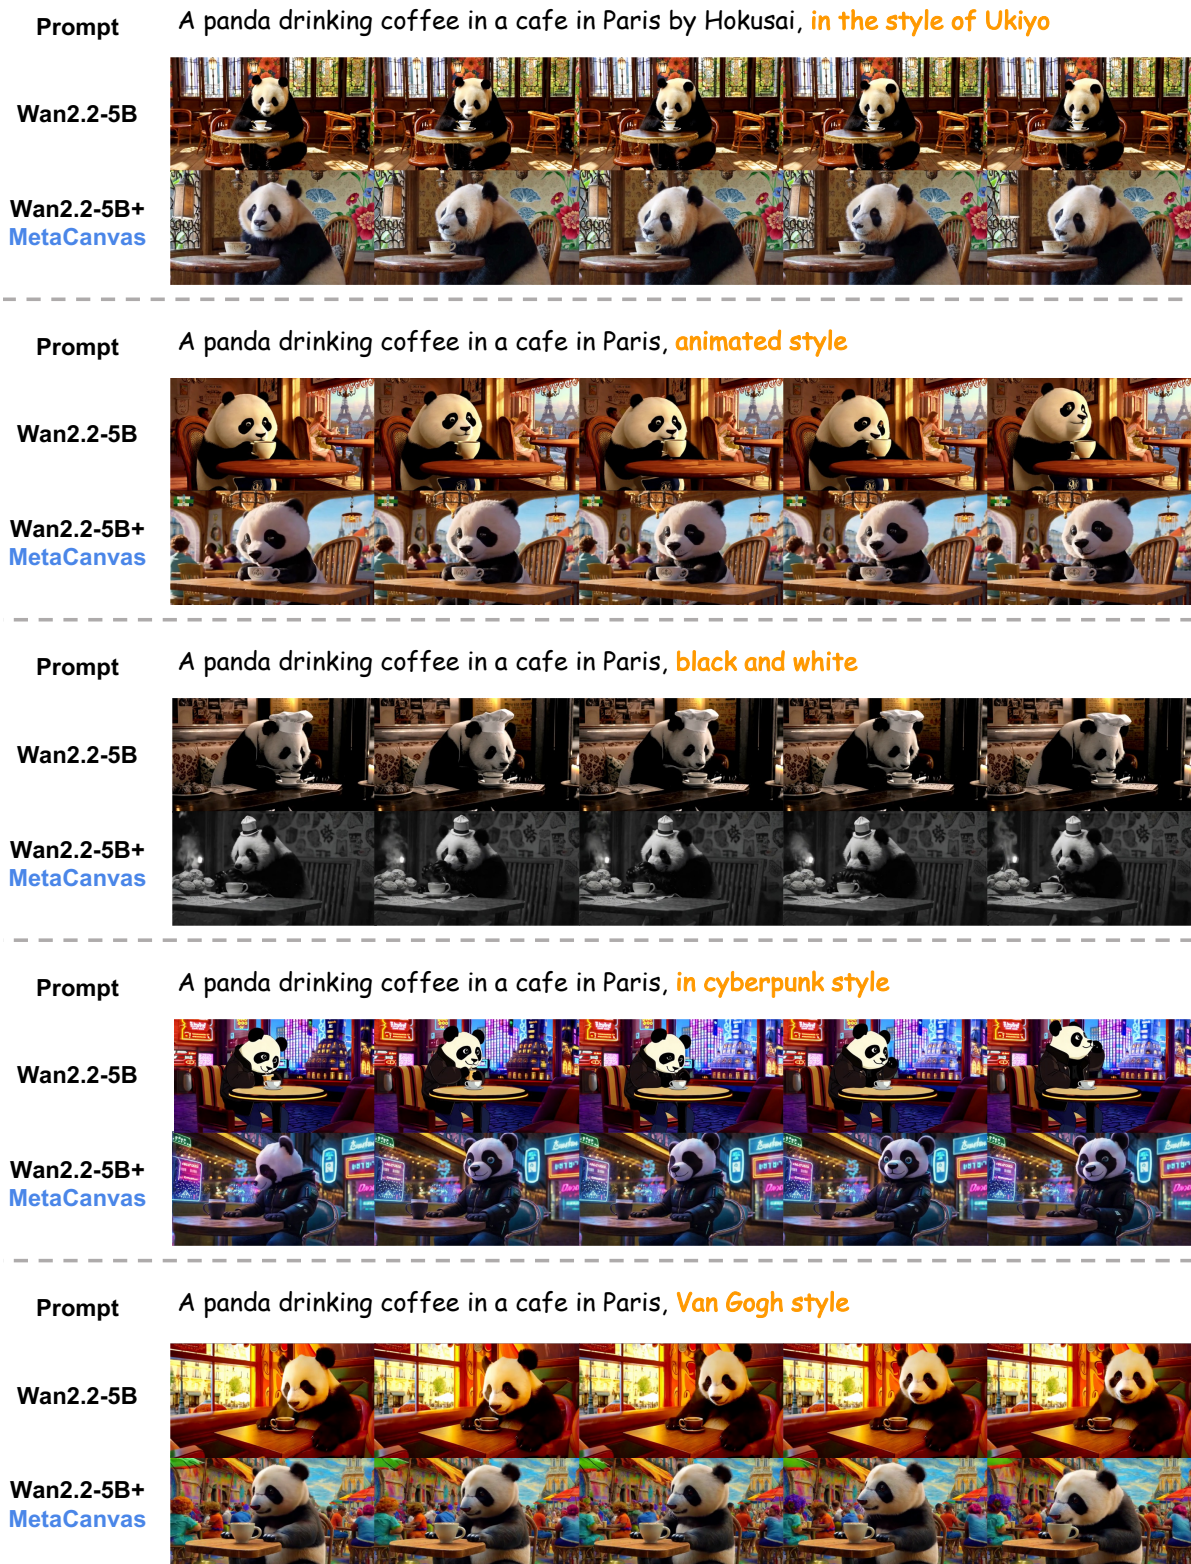 Prompt
A panda drinking coffee in a cafe in Paris by Hokusai, in the style of Ukiyo
Wan2.2-5B
Wan2.2-5B+
MetaCanvas
Prompt
A panda drinking coffee in a cafe in Paris, animated style
Wan2.2-5B
Wan2.2-5B+
MetaCanvas
Prompt
A panda drinking coffee in a cafe in Paris, black and white
Wan2.2-5B
Wan2.2-5B+
MetaCanvas
Prompt
A panda drinking coffee in a cafe in Paris, in cyberpunk style
Wan2.2-5B
Wan2.2-5B+
MetaCanvas
Prompt
A panda drinking coffee in a cafe in Paris, Van Gogh style
Wan2.2-5B
Wan2.2-5B+
MetaCanvas